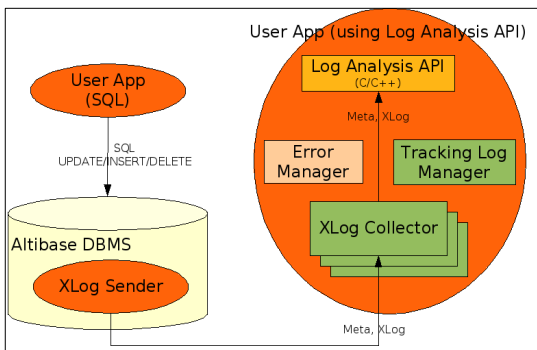 User App
(SQL)
SQL
UPDATE/INSERT/DELETE
Altibase DBMS
XLog Sender
User App (using Log Analysis API)
Log Analysis API
(C/C++)
Meta, XLog
Error
Manager
Tracking Log
Manager
XLog Collector
Meta, XLog